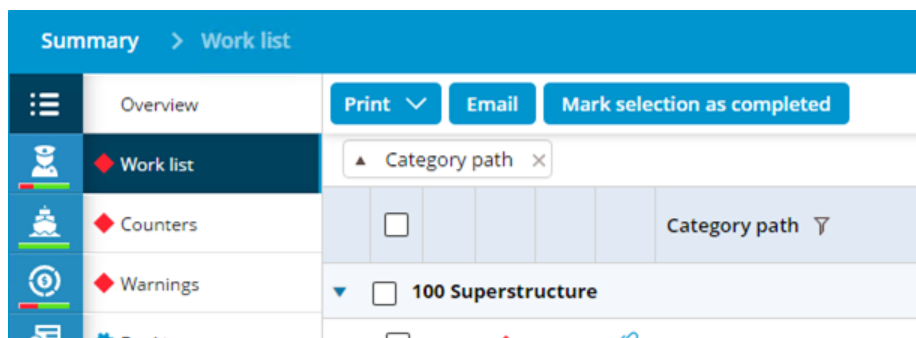 Summary > Work list
Overview
Work list
Counters
Warnings
Print
Email
Mark selection as completed
Category path ×
Category path
100 Superstructure